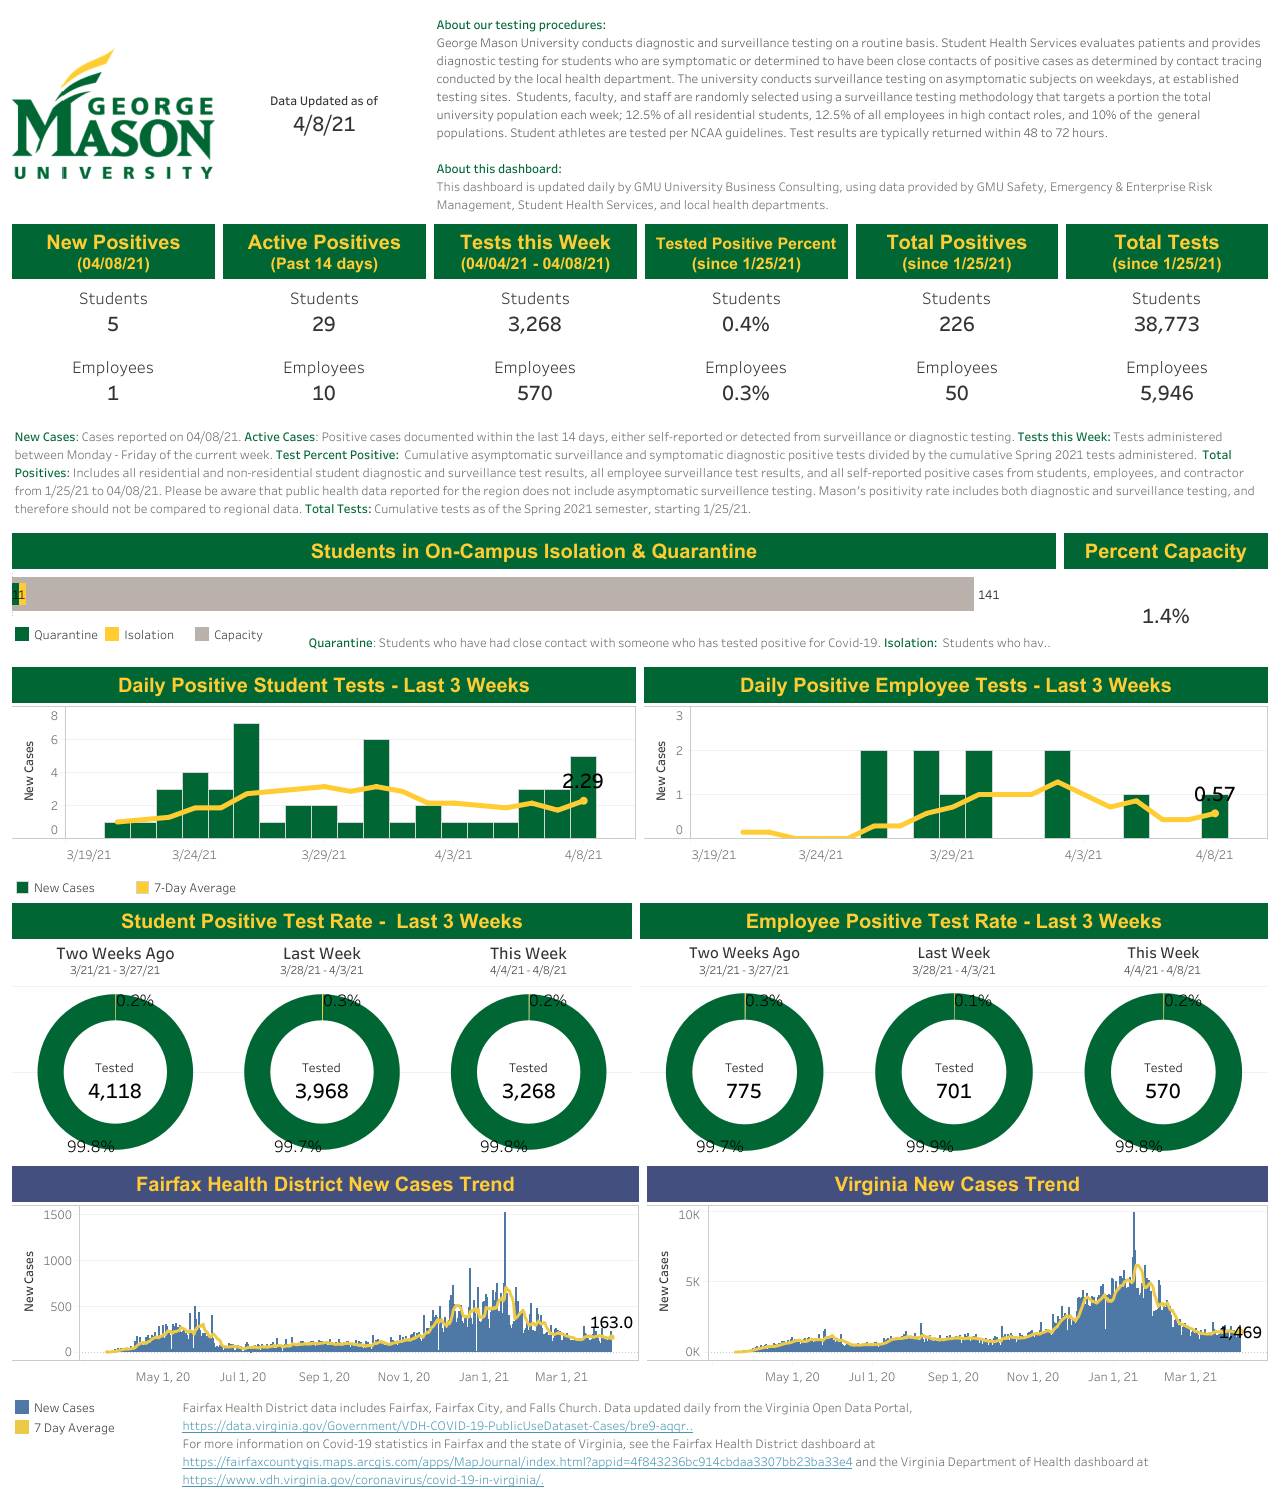 About our testing procedures:
George Mason University conducts diagnostic and surveillance testing on a routine basis. Student Health Services evaluates patients and provides
diagnostic testing for students who are symptomatic or determined to have been close contacts of positive cases as determined by contact tracing
conducted by the local health department. The university conducts surveillance testing on asymptomatic subjects on weekdays, at established
testing sites. Students, faculty, and staff are randomly selected using a surveillance testing methodology that targets a portion the total
university population each week; 12.5% of all residential students, 12.5% of all employees in high contact roles, and 10% of the general
populations. Student athletes are tested per NCAA guidelines. Test results are typically returned within 48 to 72 hours.
About this dashboard:
This dashboard is updated daily by GMU University Business Consulting, using data provided by GMU Safety, Emergency & Enterprise Risk
Management, Student Health Services, and local health departments.
GEORGE
MASON
UNIVERSITY
Data Updated as of
4/8/21
New Positives
(04/08/21)
Active Positives
(Past 14 days)
Tests this Week
(04/04/21 - 04/08/21)
Tested Positive Percent
(since 1/25/21)
Total Positives
(since 1/25/21)
Total Tests
(since 1/25/21)
Students Students Students Students Students Students
5 29 3,268 0.4% 226 38,773
Employees Employees Employees Employees Employees Employees
1 10 570 0.3% 50 5,946
New Cases: Cases reported on 04/08/21. Active Cases: Positive cases documented within the last 14 days, either self-reported or detected from surveillance or diagnostic testing. Tests this Week: Tests administered
between Monday - Friday of the current week. Test Percent Positive: Cumulative asymptomatic surveillance and symptomatic diagnostic positive tests divided by the cumulative Spring 2021 tests administered. Total
Positives: Includes all residential and non-residential student diagnostic and surveillance test results, all employee surveillance test results, and all self-reported positive cases from students, employees, and contractor
from 1/25/21 to 04/08/21. Please be aware that public health data reported for the region does not include asymptomatic surveillence testing. Mason's positivity rate includes both diagnostic and surveillance testing, and
therefore should not be compared to regional data. Total Tests: Cumulative tests as of the Spring 2021 semester, starting 1/25/21.
Students in On-Campus Isolation & Quarantine
Percent Capacity
1 1 141
1.4%
Quarantine Isolation Capacity
Quarantine: Students who have had close contact with someone who has tested positive for Covid-19. Isolation: Students who hav..
Daily Positive Student Tests - Last 3 Weeks
New Cases
8
6
4
2
0
2.29
3/19/21 3/24/21 3/29/21 4/3/21 4/8/21
New Cases 7-Day Average
Daily Positive Employee Tests - Last 3 Weeks
New Cases
3
2
1
0
0.57
3/19/21 3/24/21 3/29/21 4/3/21 4/8/21
Student Positive Test Rate - Last 3 Weeks
Two Weeks Ago Last Week This Week
3/21/21 - 3/27/21 3/28/21 - 4/3/21 4/4/21 - 4/8/21
0.2% 0.3% 0.2%
Tested Tested Tested
4,118 3,968 3,268
99.8% 99.7% 99.8%
Employee Positive Test Rate - Last 3 Weeks
Two Weeks Ago Last Week This Week
3/21/21 - 3/27/21 3/28/21 - 4/3/21 4/4/21 - 4/8/21
0.3% 0.1% 0.2%
Tested Tested Tested
775 701 570
99.7% 99.9% 99.8%
Fairfax Health District New Cases Trend
New Cases
1500
1000
500
0
163.0
May 1, 20 Jul 1, 20 Sep 1, 20 Nov 1, 20 Jan 1, 21 Mar 1, 21
Virginia New Cases Trend
New Cases
10K
5K
0K
1,469
May 1, 20 Jul 1, 20 Sep 1, 20 Nov 1, 20 Jan 1, 21 Mar 1, 21
New Cases
7 Day Average
Fairfax Health District data includes Fairfax, Fairfax City, and Falls Church. Data updated daily from the Virginia Open Data Portal,
https://data.virginia.gov/Government/VDH-COVID-19-PublicUseDataset-Cases/bre9-aqqr..
For more information on Covid-19 statistics in Fairfax and the state of Virginia, see the Fairfax Health District dashboard at
https://fairfaxcountygis.maps.arcgis.com/apps/MapJournal/index.html?appid=4f843236bc914cbdaa3307bb23ba33e4 and the Virginia Department of Health dashboard at
https://www.vdh.virginia.gov/coronavirus/covid-19-in-virginia/.